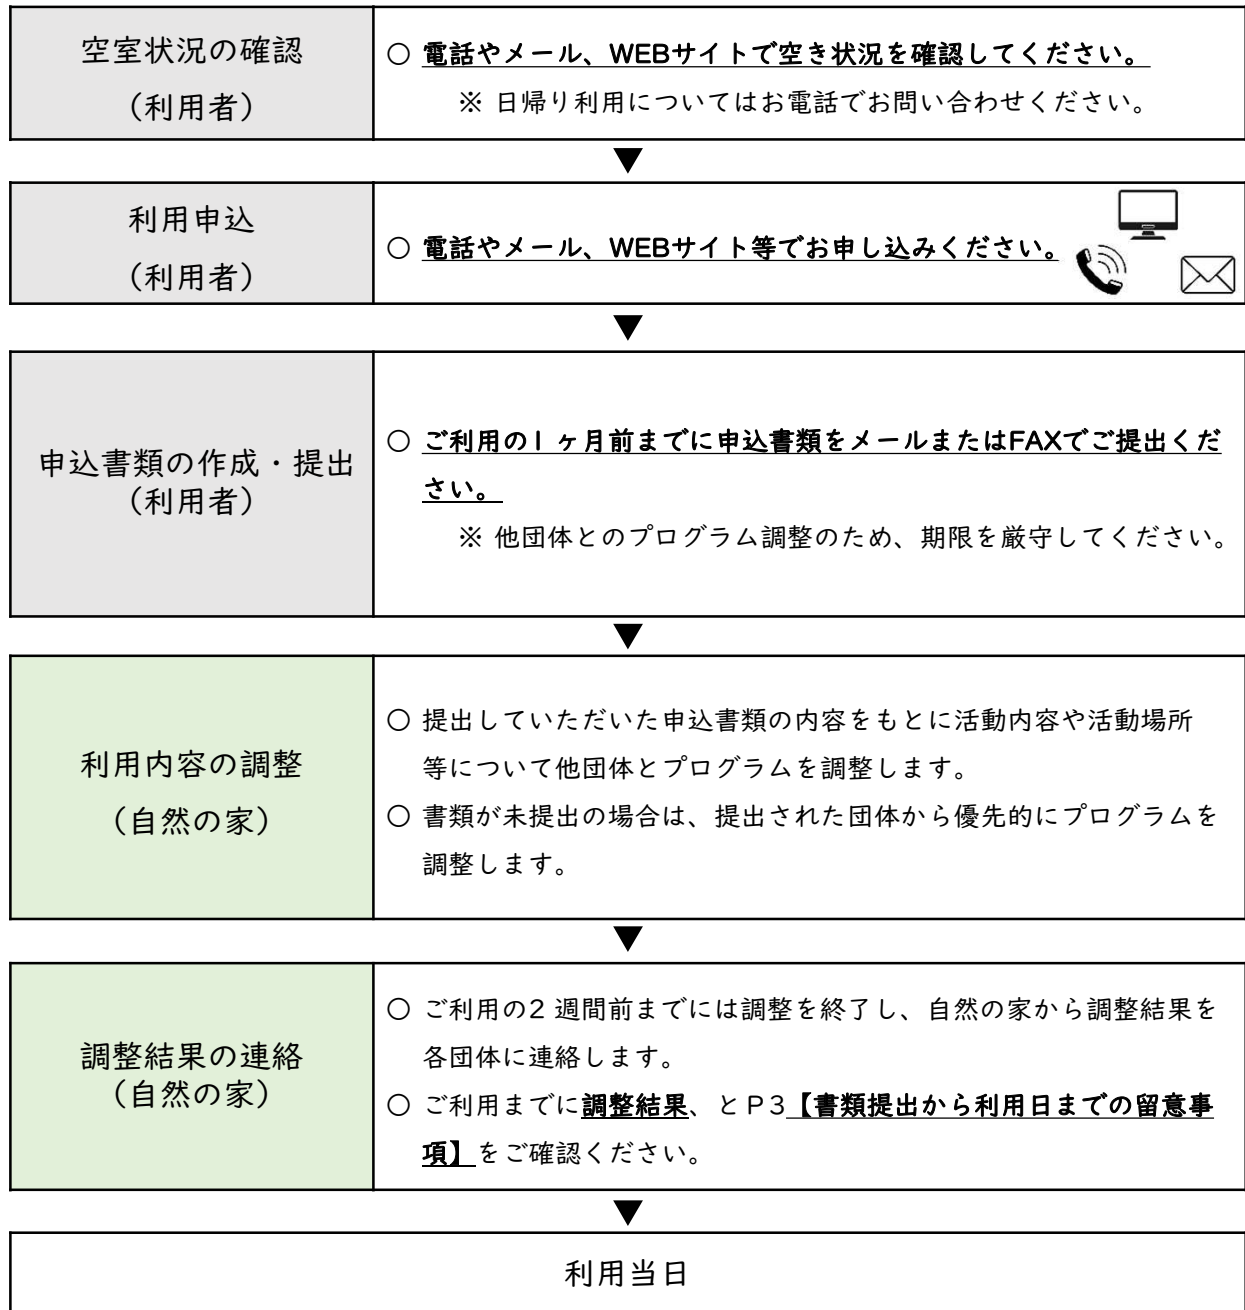 空室状況の確認
（利用者）
○ 電話やメール、WEBサイトで空き状況を確認してください。
※ 日帰り利用についてはお電話でお問い合わせください。
▼
利用申込
（利用者）
○ 電話やメール、WEBサイト等でお申し込みください。
▼
申込書類の作成・提出
（利用者）
○ ご利用の1ヶ月前までに申込書類をメールまたはFAXでご提出くだ
さい。
※ 他団体とのプログラム調整のため、期限を厳守してください。
▼
利用内容の調整
（自然の家）
○ 提出していただいた申込書類の内容をもとに活動内容や活動場所
等について他団体とプログラムを調整します。
○ 書類が未提出の場合は、提出された団体から優先的にプログラムを
調整します。
▼
調整結果の連絡
（自然の家）
○ ご利用の2 週間前までには調整を終了し、自然の家から調整結果を
各団体に連絡します。
○ ご利用までに調整結果、とP3【書類提出から利用日までの留意事
項】をご確認ください。
▼
利用当日